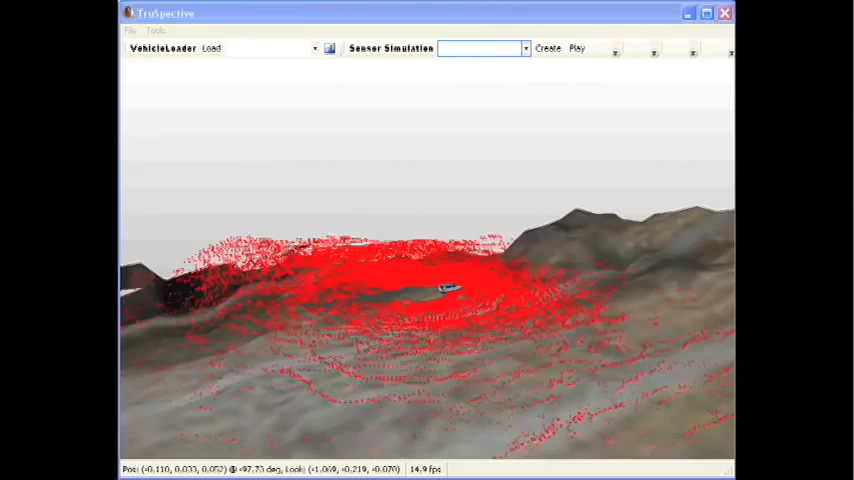 TruSpective
File Tools
VehicleLoader Load Sensor Simulation Create Play
Pos: (-0.110, 0.033, 0.052) @ -97.73 deg, Look: (-1.069, -0.219, -0.070) 14.9 fps